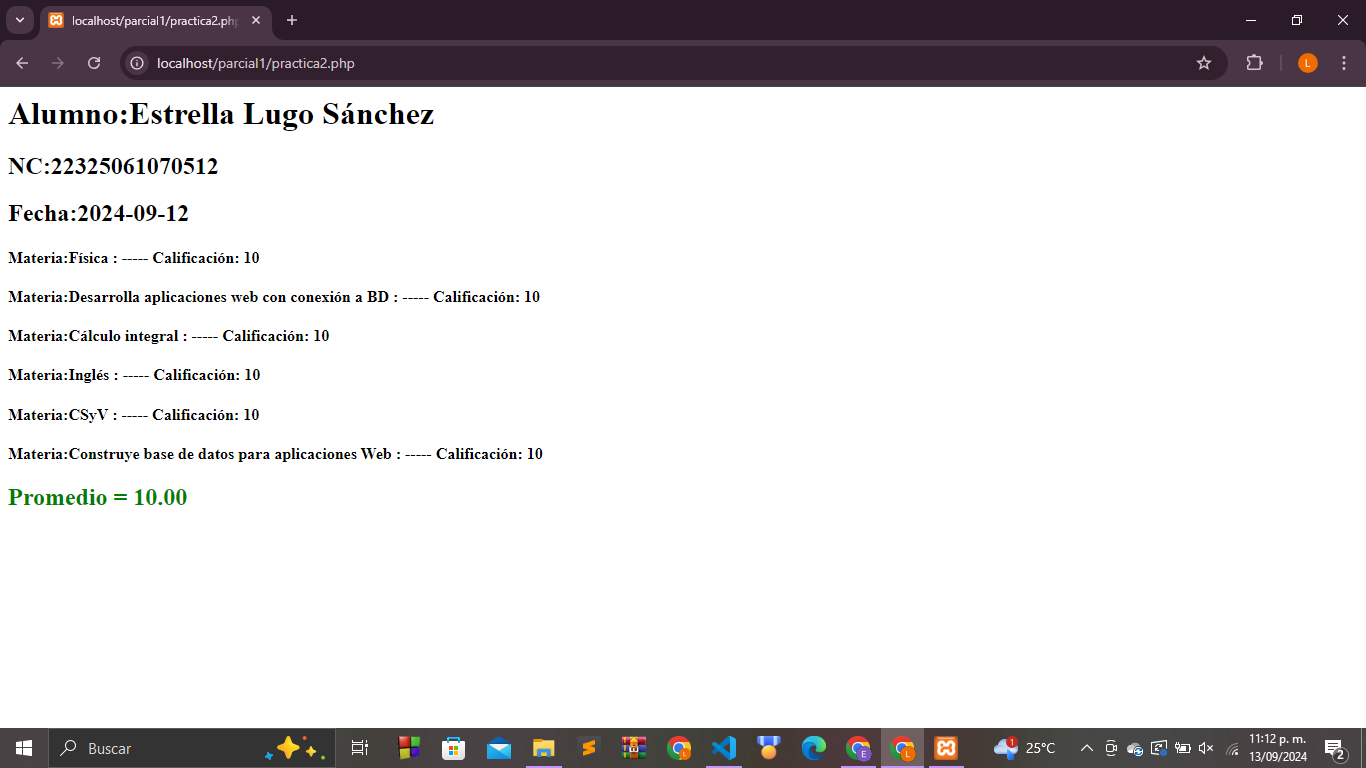 localhost/parcial1/practica2.php
localhost/parcial1/practica2.php
L
Alumno:Estrella Lugo Sánchez
NC:22325061070512
Fecha:2024-09-12
Materia:Física : ----- Calificación: 10
Materia:Desarrolla aplicaciones web con conexión a BD : ----- Calificación: 10
Materia:Cálculo integral : ----- Calificación: 10
Materia:Inglés : ----- Calificación: 10
Materia:CSyV : ----- Calificación: 10
Materia:Construye base de datos para aplicaciones Web : ----- Calificación: 10
Promedio = 10.00
Buscar
E
L
1
25°C
11:12 p. m.
13/09/2024
2